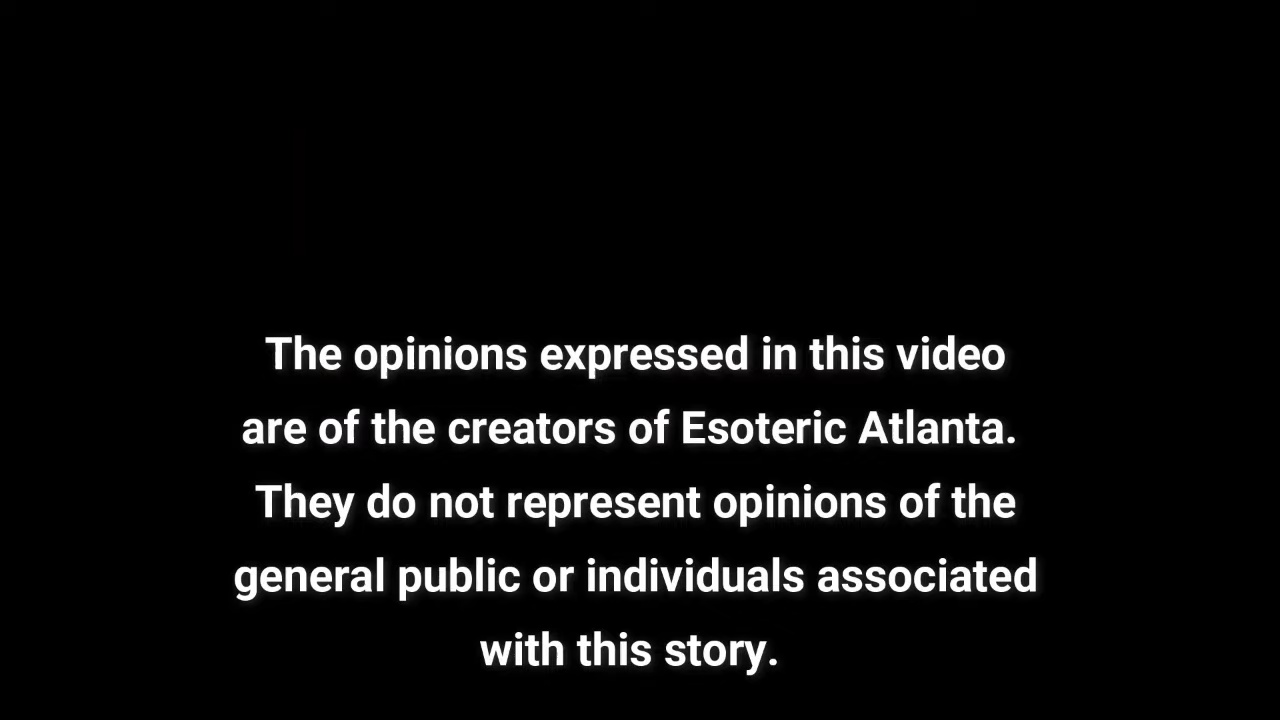 The opinions expressed in this video
are of the creators of Esoteric Atlanta.
They do not represent opinions of the
general public or individuals associated
with this story.